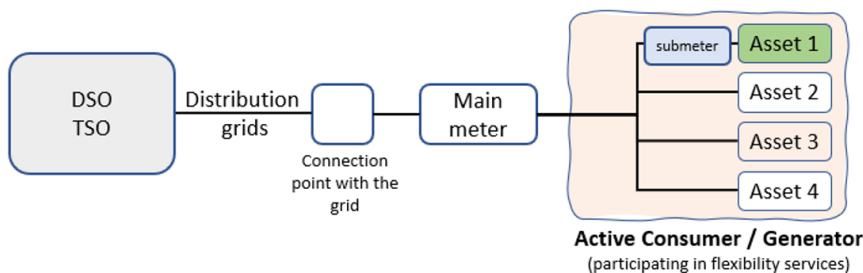 DSO
TSO
Distribution
grids
Connection
point with the
grid
Main
meter
submeter
Asset 1
Asset 2
Asset 3
Asset 4
Active Consumer / Generator
(participating in flexibility services)